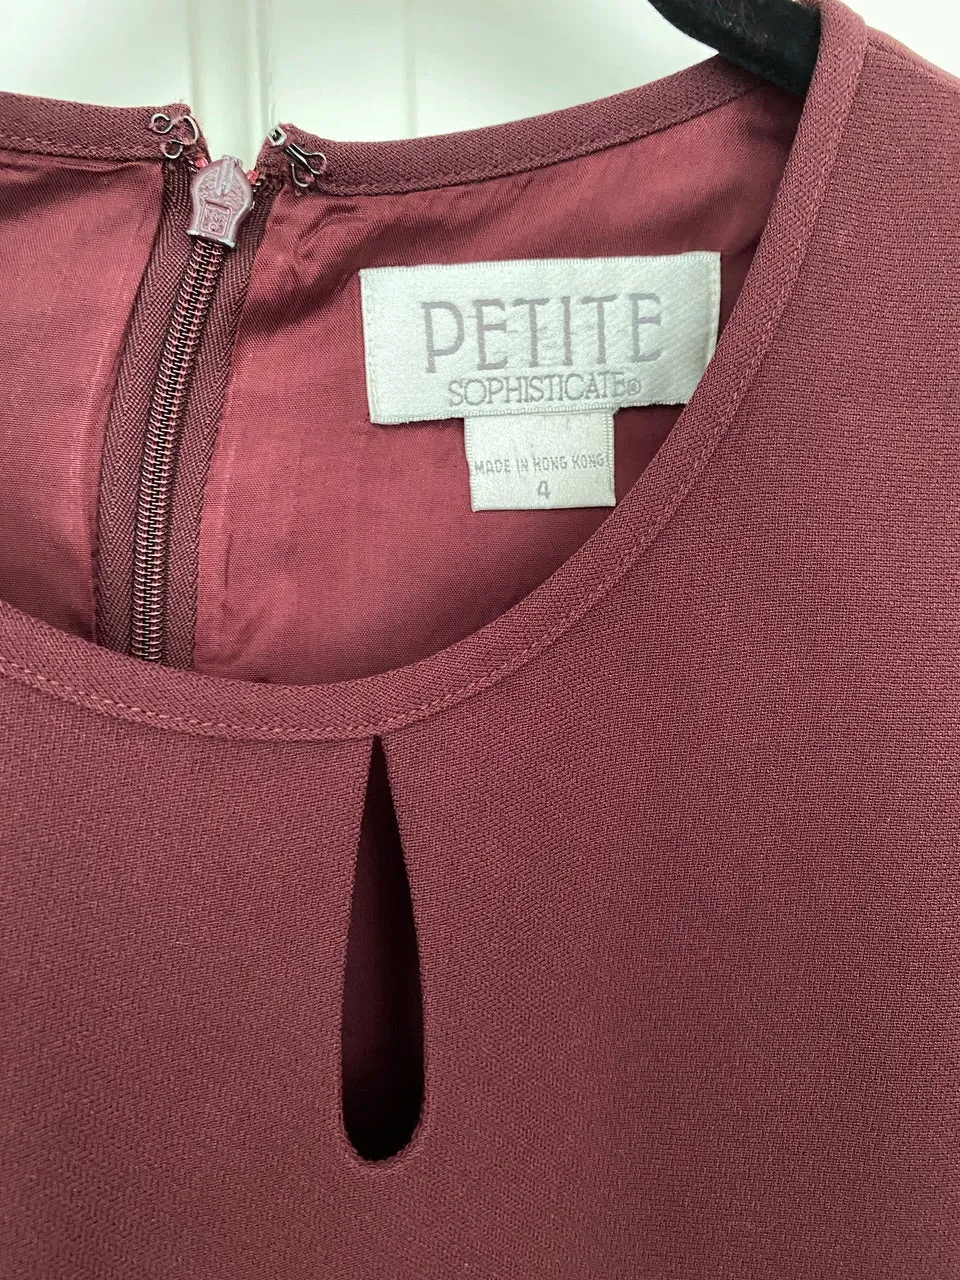 PETITE
SOPHISTICATE®
MADE IN HONG KONG
4